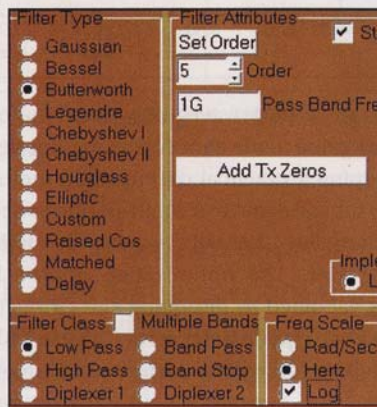 Filter Type
Gaussian
Bessel
Butterworth
Legendre
Chebyshev I
Chebyshev II
Hourglass
Elliptic
Custom
Raised Cos
Matched
Delay
Filter Attributes
Set Order
St
5 Order
1G Pass Band Fre
Add Tx Zeros
Imple
L
Filter Class Multiple Bands
Low Pass Band Pass
High Pass Band Stop
Diplexer 1 Diplexer 2
Freq Scale
Rad/Sec
Hertz
Log